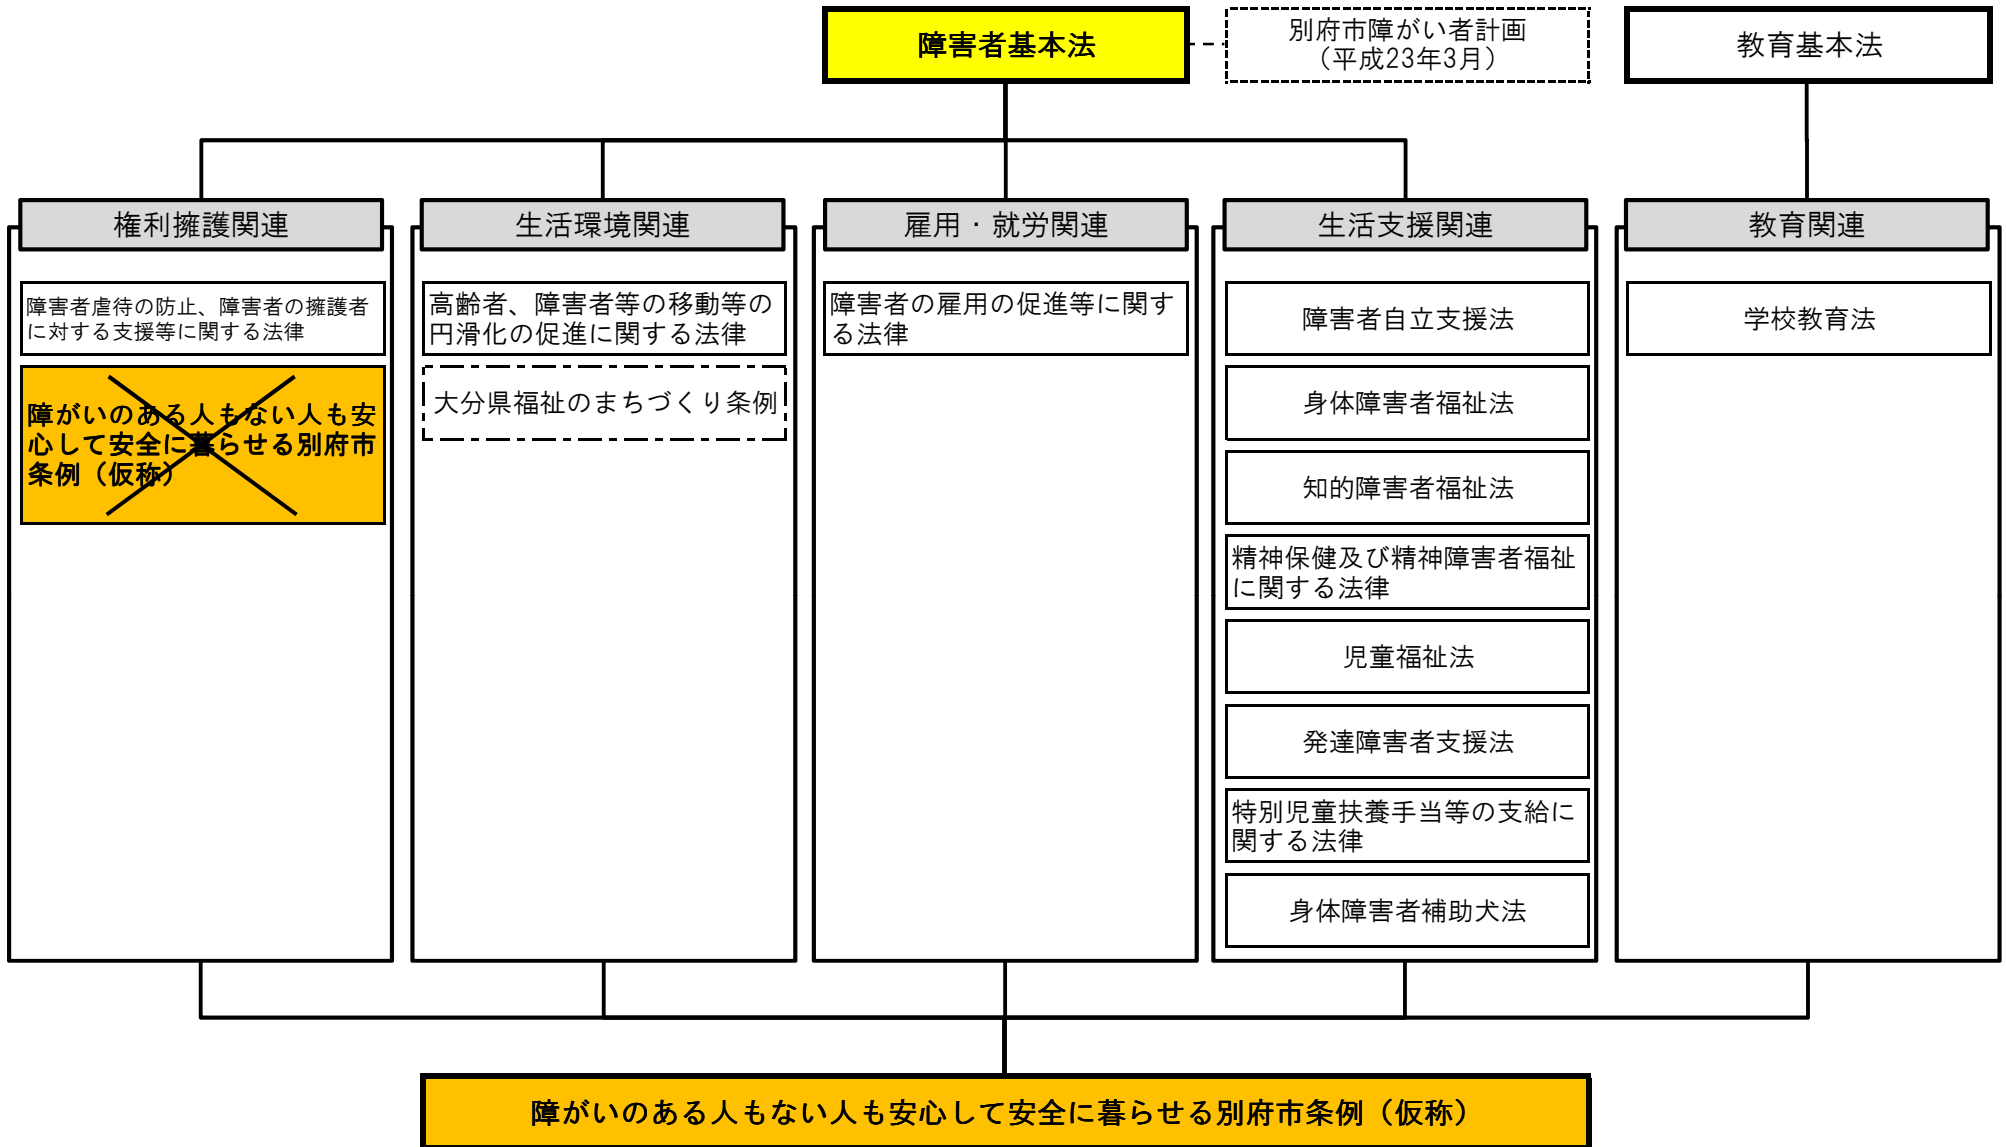 障害者基本法
別府市障がい者計画
（平成23年3月）
教育基本法
権利擁護関連
生活環境関連
雇用・就労関連
生活支援関連
教育関連
障害者虐待の防止、障害者の擁護者
に対する支援等に関する法律
障がいのある人もない人も安
心して安全に暮らせる別府市
条例（仮称）
高齢者、障害者等の移動等の
円滑化の促進に関する法律
大分県福祉のまちづくり条例
障害者の雇用の促進等に関す
る法律
障害者自立支援法
身体障害者福祉法
知的障害者福祉法
精神保健及び精神障害者福祉
に関する法律
児童福祉法
発達障害者支援法
特別児童扶養手当等の支給に
関する法律
身体障害者補助犬法
学校教育法
障がいのある人もない人も安心して安全に暮らせる別府市条例（仮称）